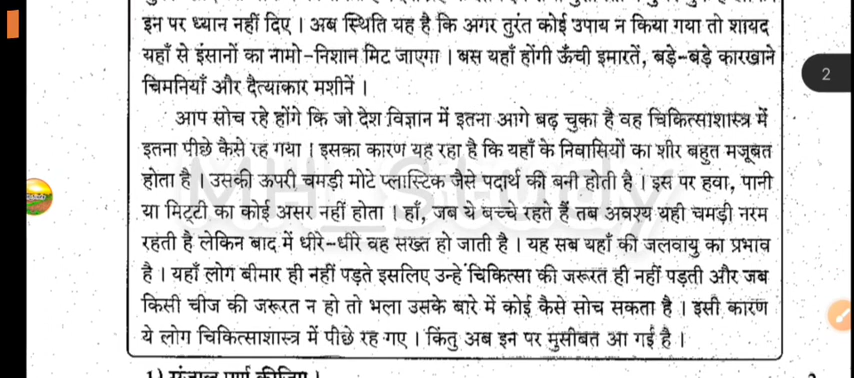 इन पर ध्यान नहीं दिए । अब स्थिति यह है कि अगर तुरंत कोई उपाय न किया गया तो शायद
यहाँ से इंसानों का नामो-निशान मिट जाएगा । बस यहाँ होंगी ऊँची इमारतें, बड़े-बड़े कारखाने
चिमनियाँ और दैत्याकार मशीनें ।
2
आप सोच रहे होंगे कि जो देश विज्ञान में इतना आगे बढ़ चुका है वह चिकित्साशास्त्र में
इतना पीछे कैसे रह गया । इसका कारण यह रहा है कि यहाँ के निवासियों का शीर बहुत मजूबत
होता है । उसकी ऊपरी चमड़ी मोटे प्लास्टिक जैसे पदार्थ की बनी होती है । इस पर हवा, पानी
या मिट्टी का कोई असर नहीं होता । हाँ, जब ये बच्चे रहते हैं तब अवश्य यही चमड़ी नरम
रहती है लेकिन बाद में धीरे-धीरे वह सख्त हो जाती है । यह सब यहाँ की जलवायु का प्रभाव
है । यहाँ लोग बीमार ही नहीं पड़ते इसलिए उन्हे चिकित्सा की जरूरत ही नहीं पड़ती और जब
किसी चीज की जरूरत न हो तो भला उसके बारे में कोई कैसे सोच सकता है । इसी कारण
ये लोग चिकित्साशास्त्र में पीछे रह गए । किंतु अब इन पर मुसीबत आ गई है ।